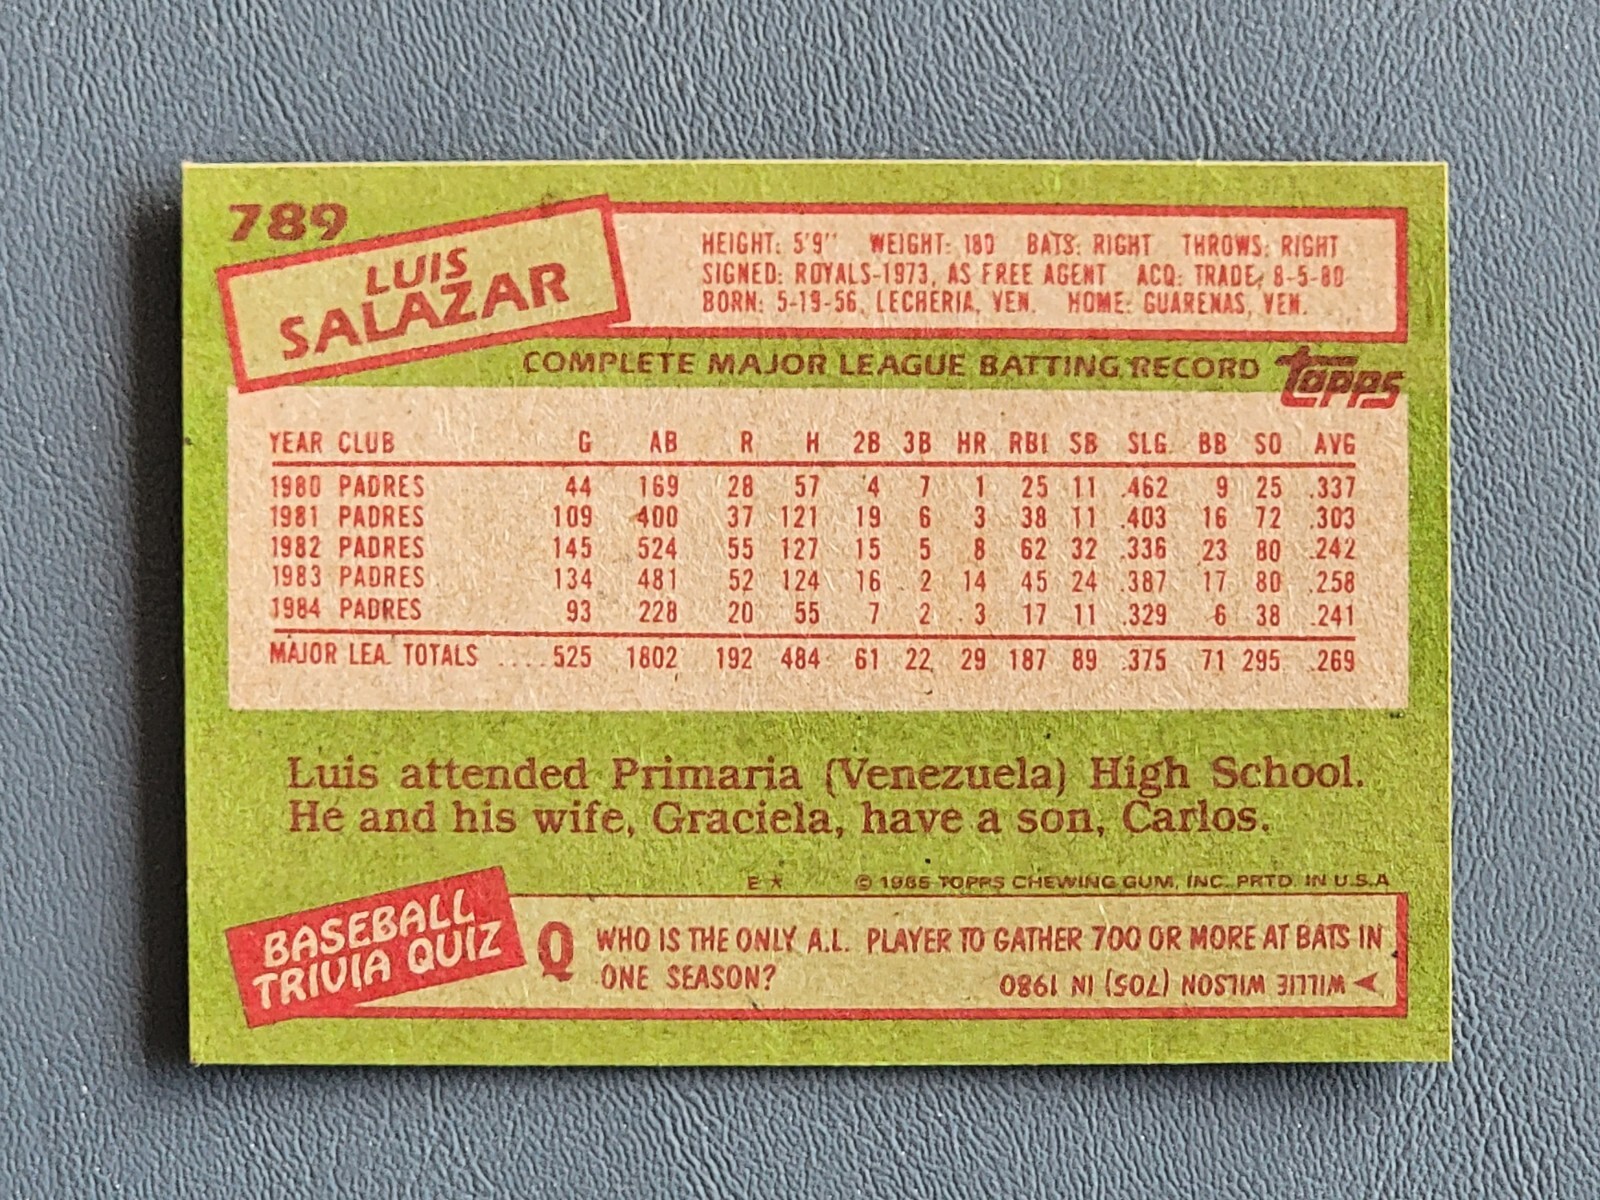 789
LUIS
SALAZAR
HEIGHT: 5'9" WEIGHT: 180 BATS: RIGHT THROWS: RIGHT
SIGNED: ROYALS-1973, AS FREE AGENT ACQ: TRADE, 8-5-80
BORN: 5-19-56, LECHERIA, VEN. HOME: GUARENAS, VEN.
COMPLETE MAJOR LEAGUE BATTING RECORD topps
YEAR CLUB G AB R H 2B 3B HR RBI SB SLG. BB SO AVG
1980 PADRES 44 169 28 57 4 7 1 25 11 .462 9 25 .337
1981 PADRES 109 400 37 121 19 6 3 38 11 .403 16 72 .303
1982 PADRES 145 524 55 127 15 5 8 62 32 .336 23 80 .242
1983 PADRES 134 481 52 124 16 2 14 45 24 .387 17 80 .258
1984 PADRES 93 228 20 55 7 2 3 17 11 .329 6 38 .241
MAJOR LEA. TOTALS ....525 1802 192 484 61 22 29 187 89 .375 71 295 .269
Luis attended Primaria (Venezuela) High School.
He and his wife, Graciela, have a son, Carlos.
E* © 1985 TOPPS CHEWING GUM, INC. PRTD. IN U.S.A
BASEBALL
TRIVIA QUIZ
Q WHO IS THE ONLY A.L. PLAYER TO GATHER 700 OR MORE AT BATS IN
ONE SEASON?
➤ WILLIE WILSON (705) IN 1980